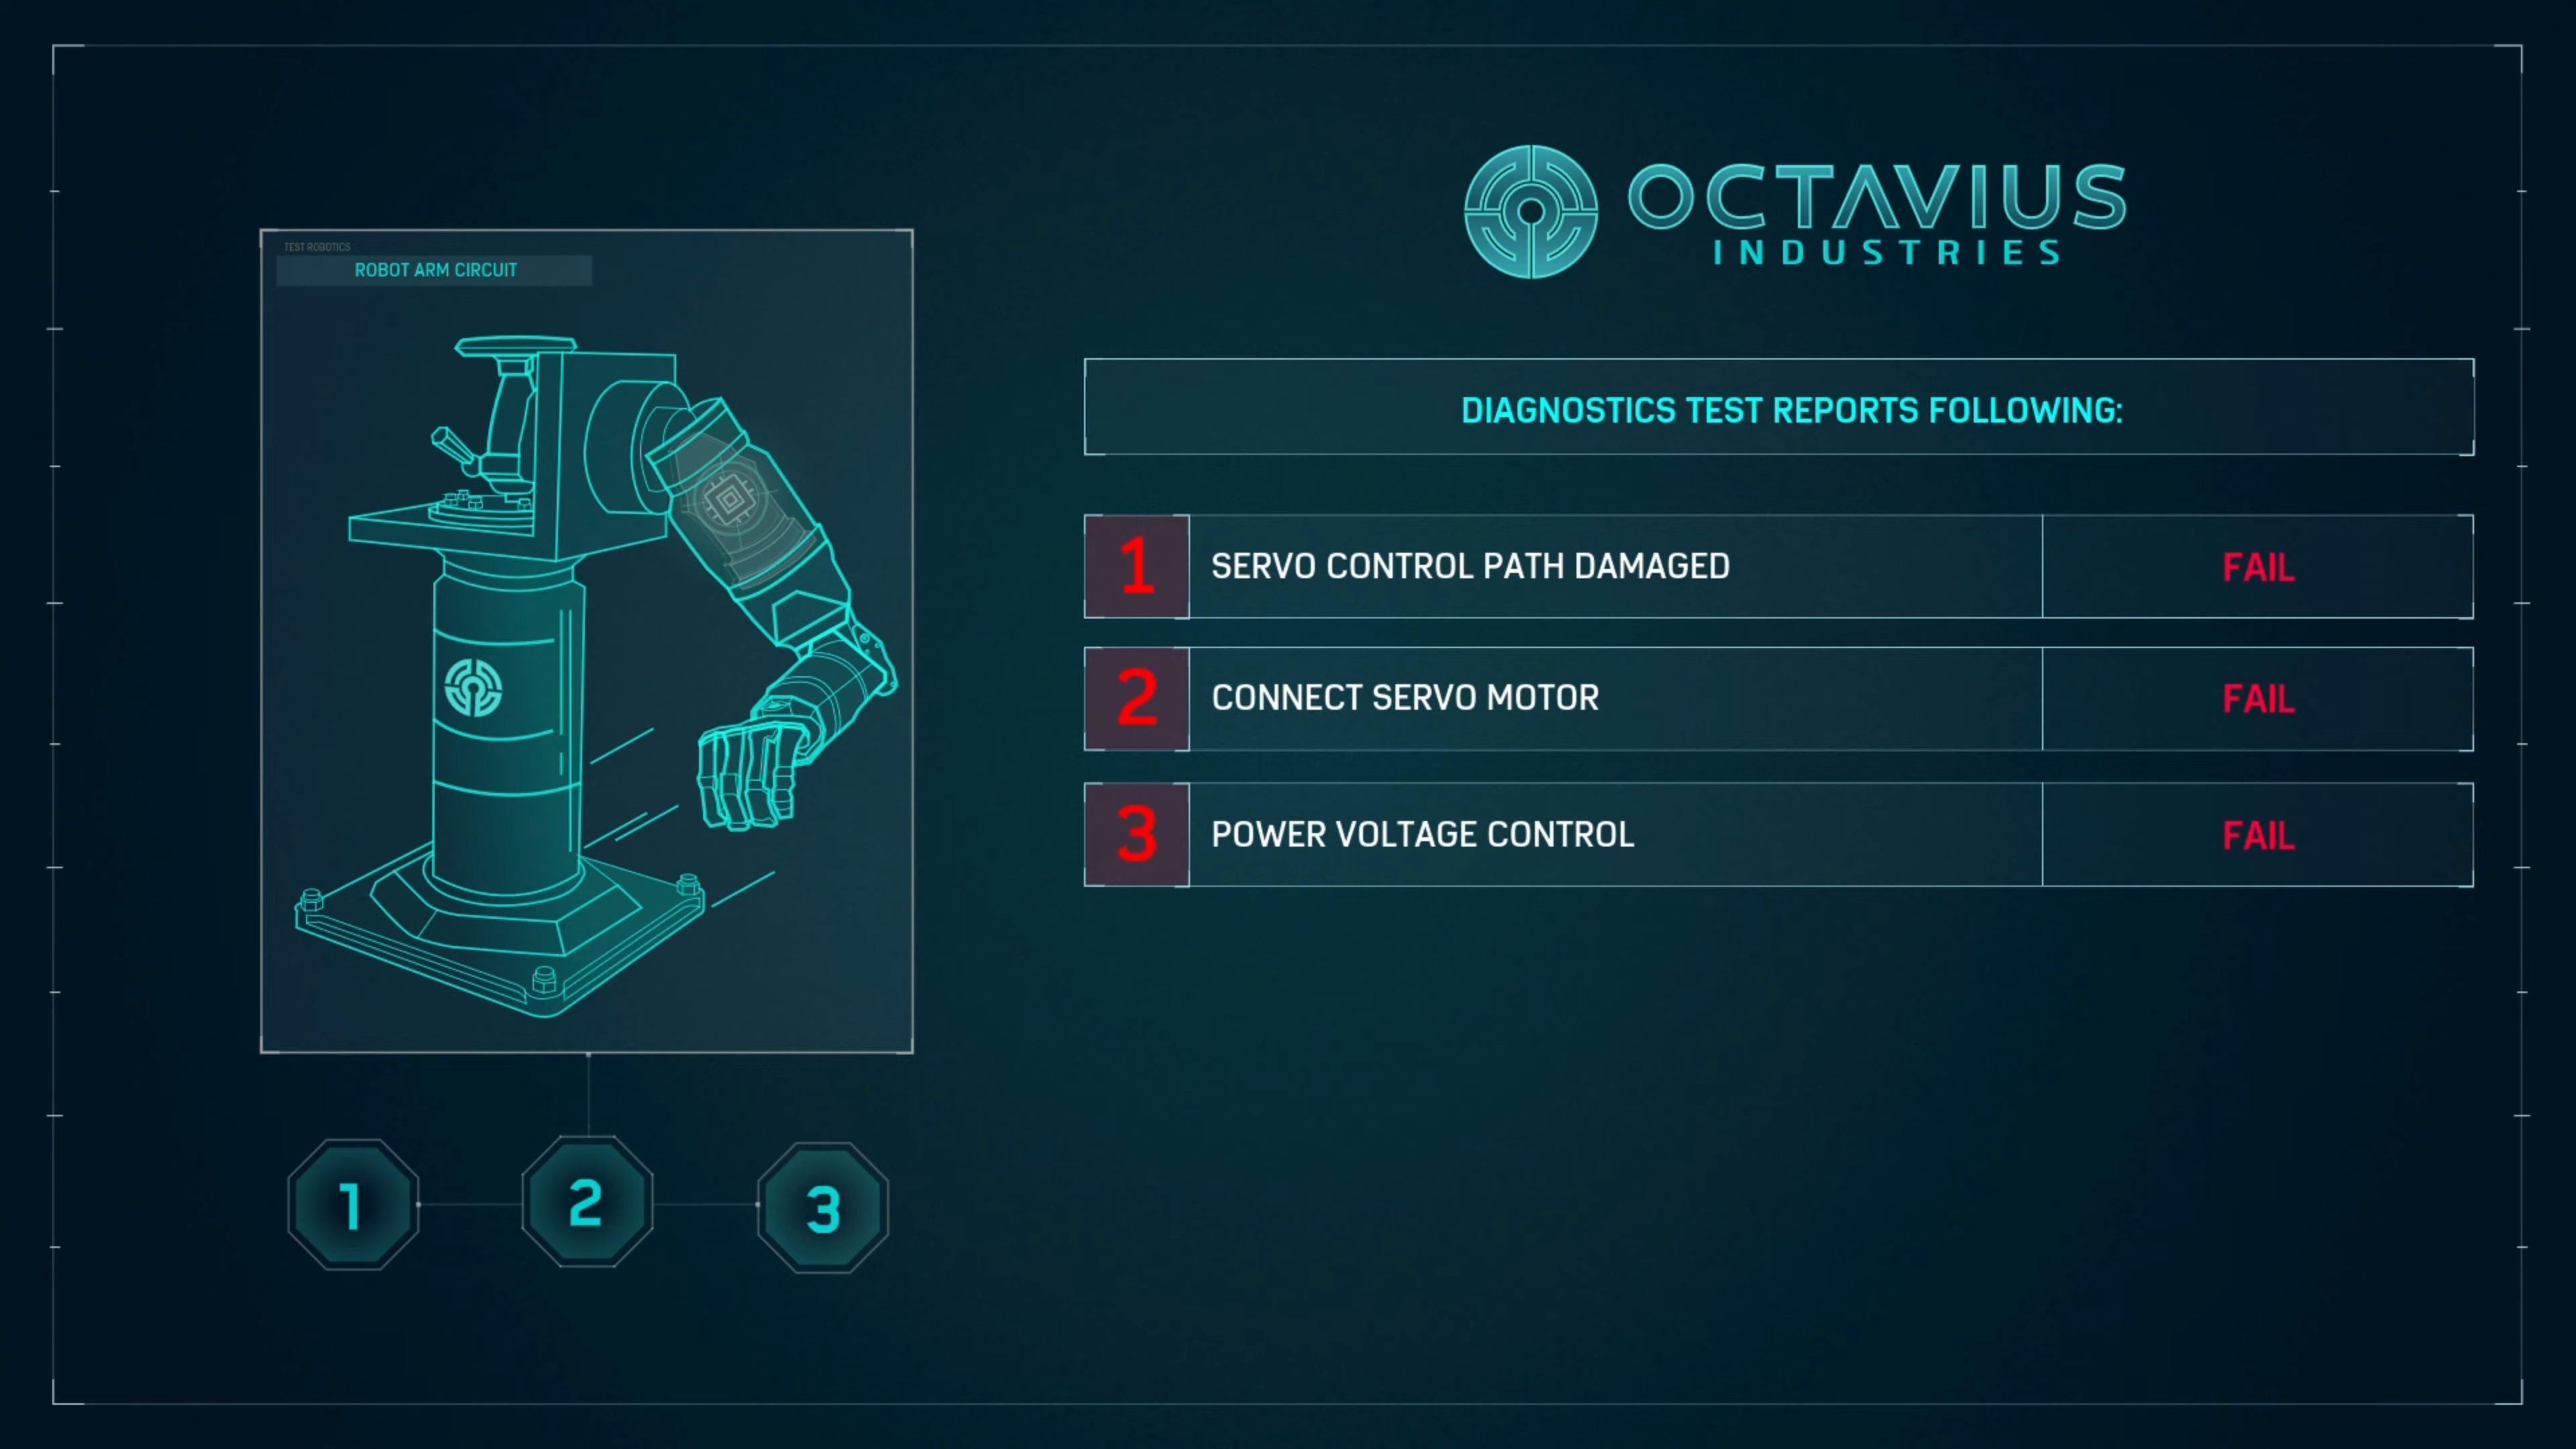 TEST ROBOTICS
ROBOT ARM CIRCUIT
OCTAVIUS
INDUSTRIES
DIAGNOSTICS TEST REPORTS FOLLOWING:
1 SERVO CONTROL PATH DAMAGED FAIL
2 CONNECT SERVO MOTOR FAIL
3 POWER VOLTAGE CONTROL FAIL
1 2 3